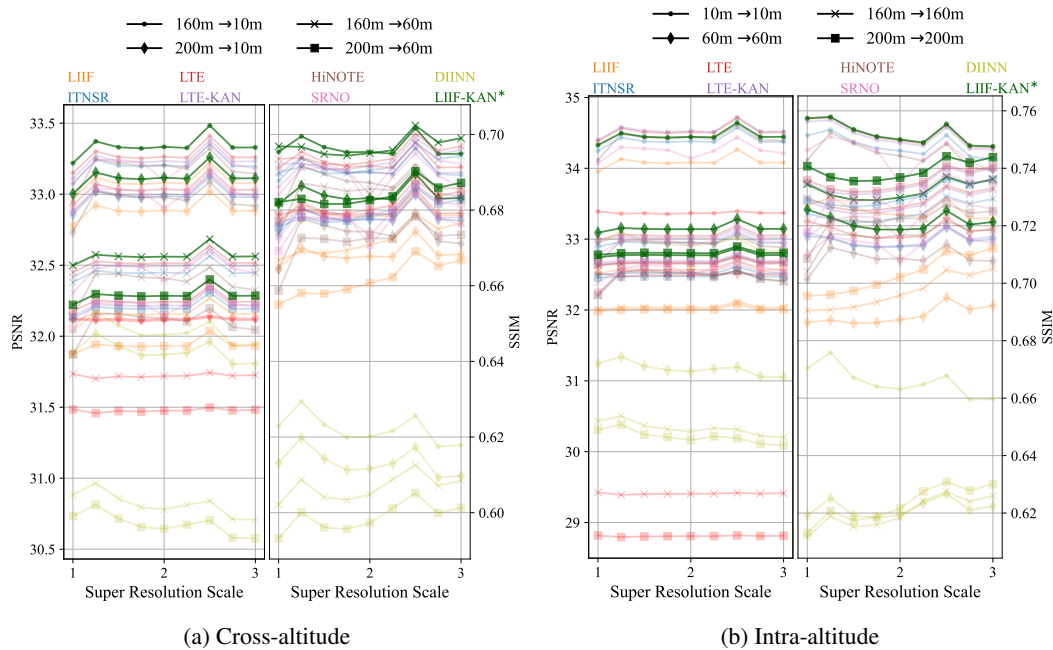 160m →10m
160m →60m
200m →10m
200m →60m
LIIF
LTE
HiNOTE
DIINN
ITNSR
LTE-KAN
SRNO
LIIF-KAN*
33.5
33.0
32.5
32.0
31.5
31.0
30.5
PSNR
0.70
0.68
0.66
0.64
0.62
0.60
SSIM
1
2
3
1
2
3
Super Resolution Scale
Super Resolution Scale
(a) Cross-altitude
10m →10m
160m →160m
60m →60m
200m →200m
LIIF
LTE
HiNOTE
DIINN
ITNSR
LTE-KAN
SRNO
LIIF-KAN*
35
34
33
32
31
30
29
PSNR
0.76
0.74
0.72
0.70
0.68
0.66
0.64
0.62
SSIM
1
2
3
1
2
3
Super Resolution Scale
Super Resolution Scale
(b) Intra-altitude